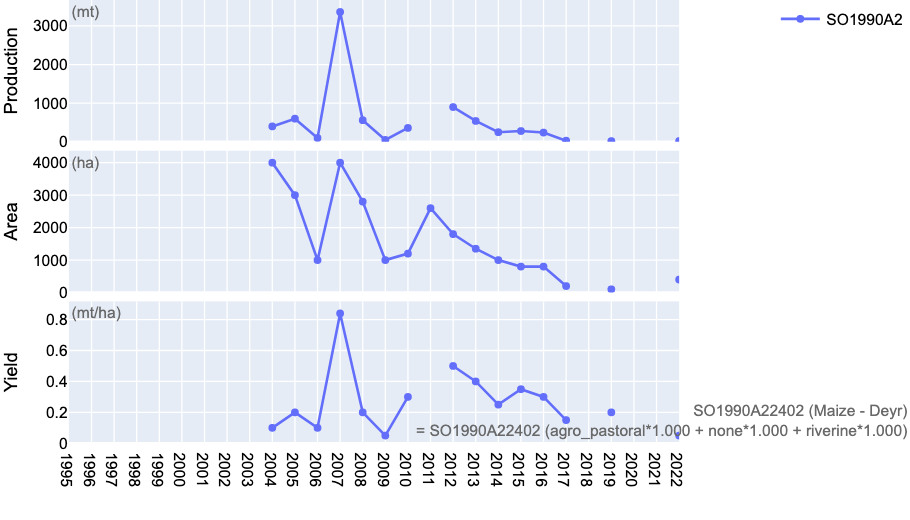 (mt)
SO1990A2
Production
3000
2000
1000
0
(ha)
Area
4000
3000
2000
1000
0
(mt/ha)
Yield
0.8
0.6
0.4
0.2
0
SO1990A22402 (Maize - Deyr)
= SO1990A22402 (agro_pastoral*1.000 + none*1.000 + riverine*1.000)
1995 1996 1997 1998 1999 2000 2001 2002 2003 2004 2005 2006 2007 2008 2009 2010 2011 2012 2013 2014 2015 2016 2017 2018 2019 2020 2021 2022